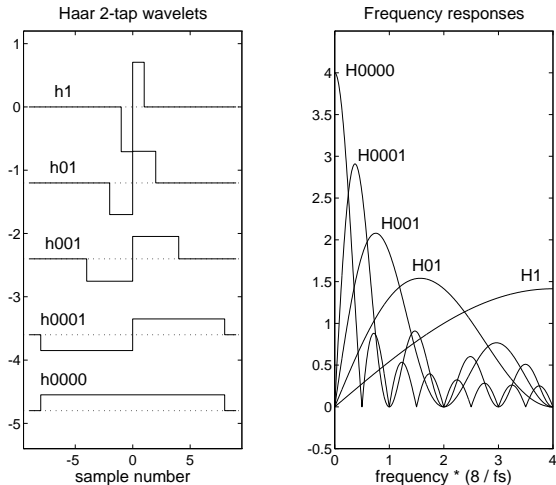 Haar 2-tap wavelets
h1
h01
h001
h0001
h0000
0
-1
-2
-3
-4
-5
-5
0
5
sample number
Frequency responses
H0000
H0001
H001
H01
H1
4
3.5
3
2.5
2
1.5
1
0.5
0
-0.5
0
1
2
3
4
frequency * (8 / fs)